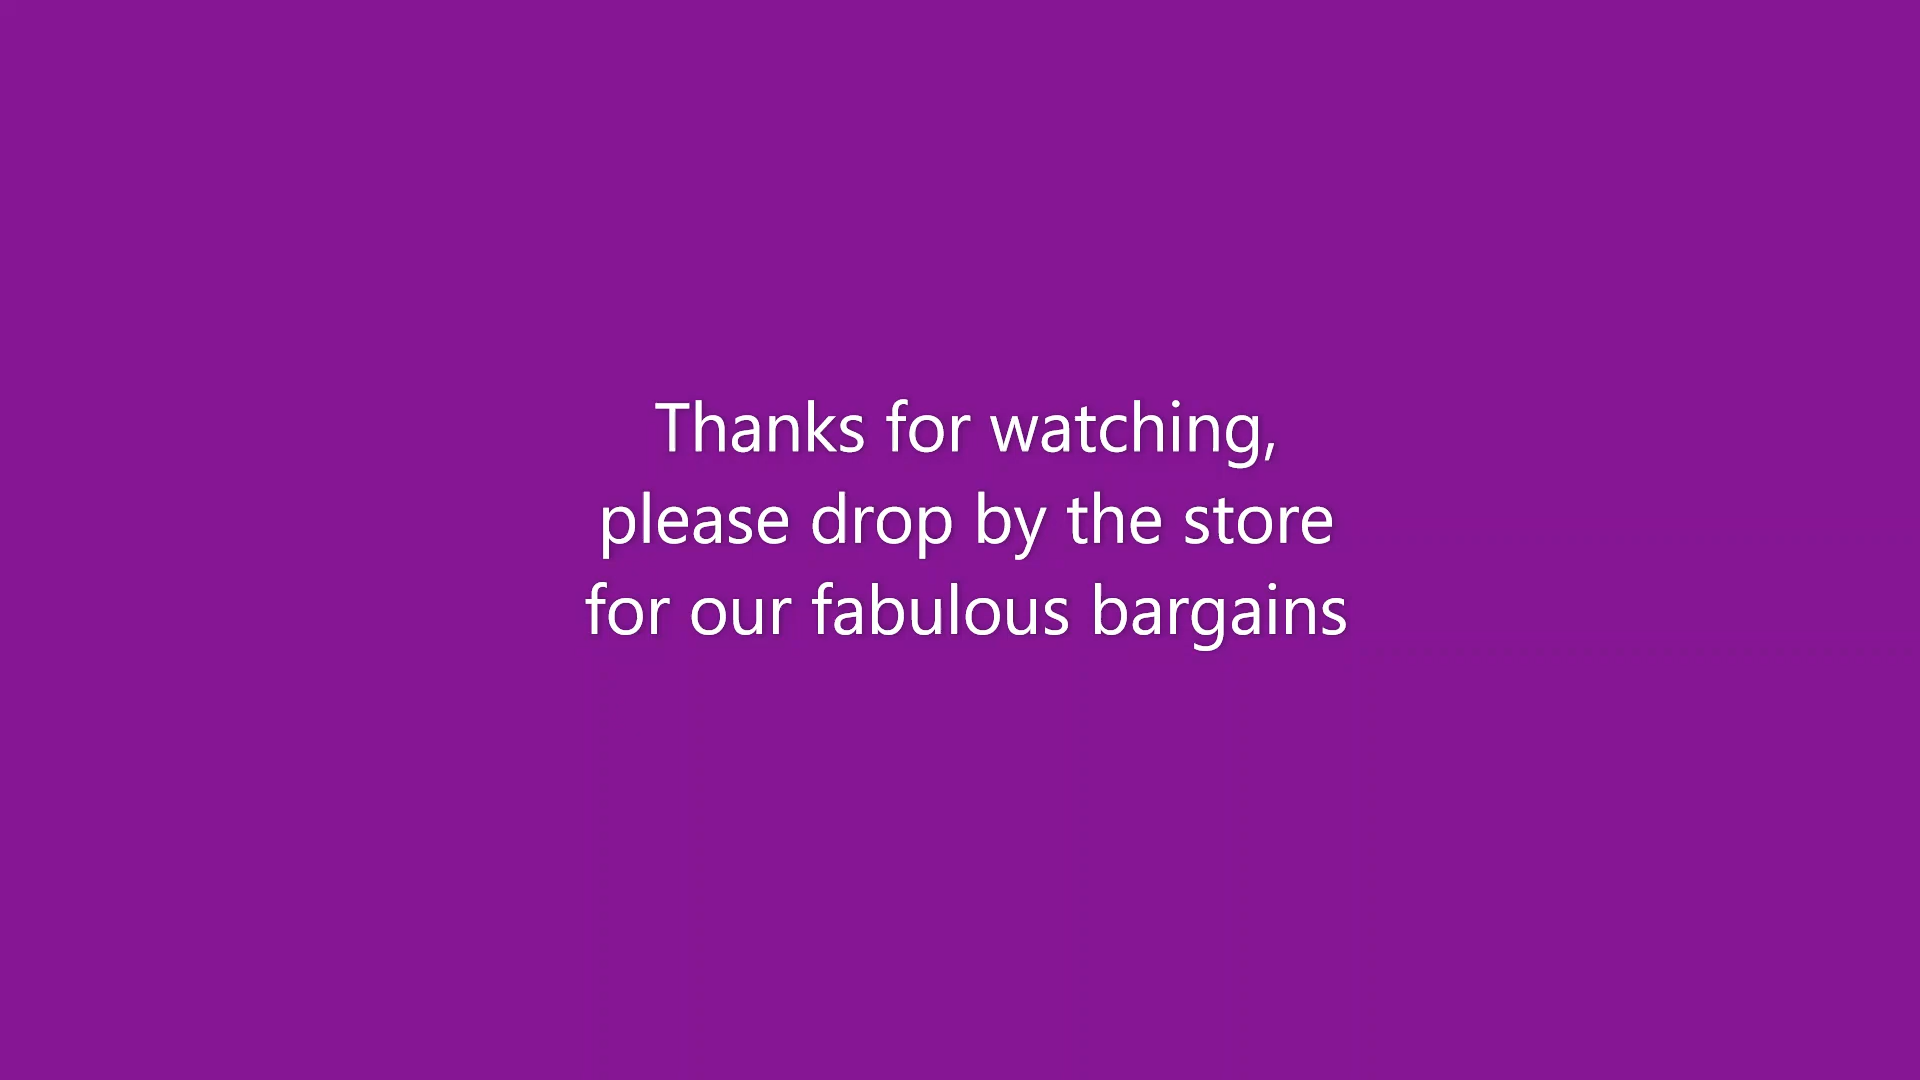 Thanks for watching,
please drop by the store
for our fabulous bargains